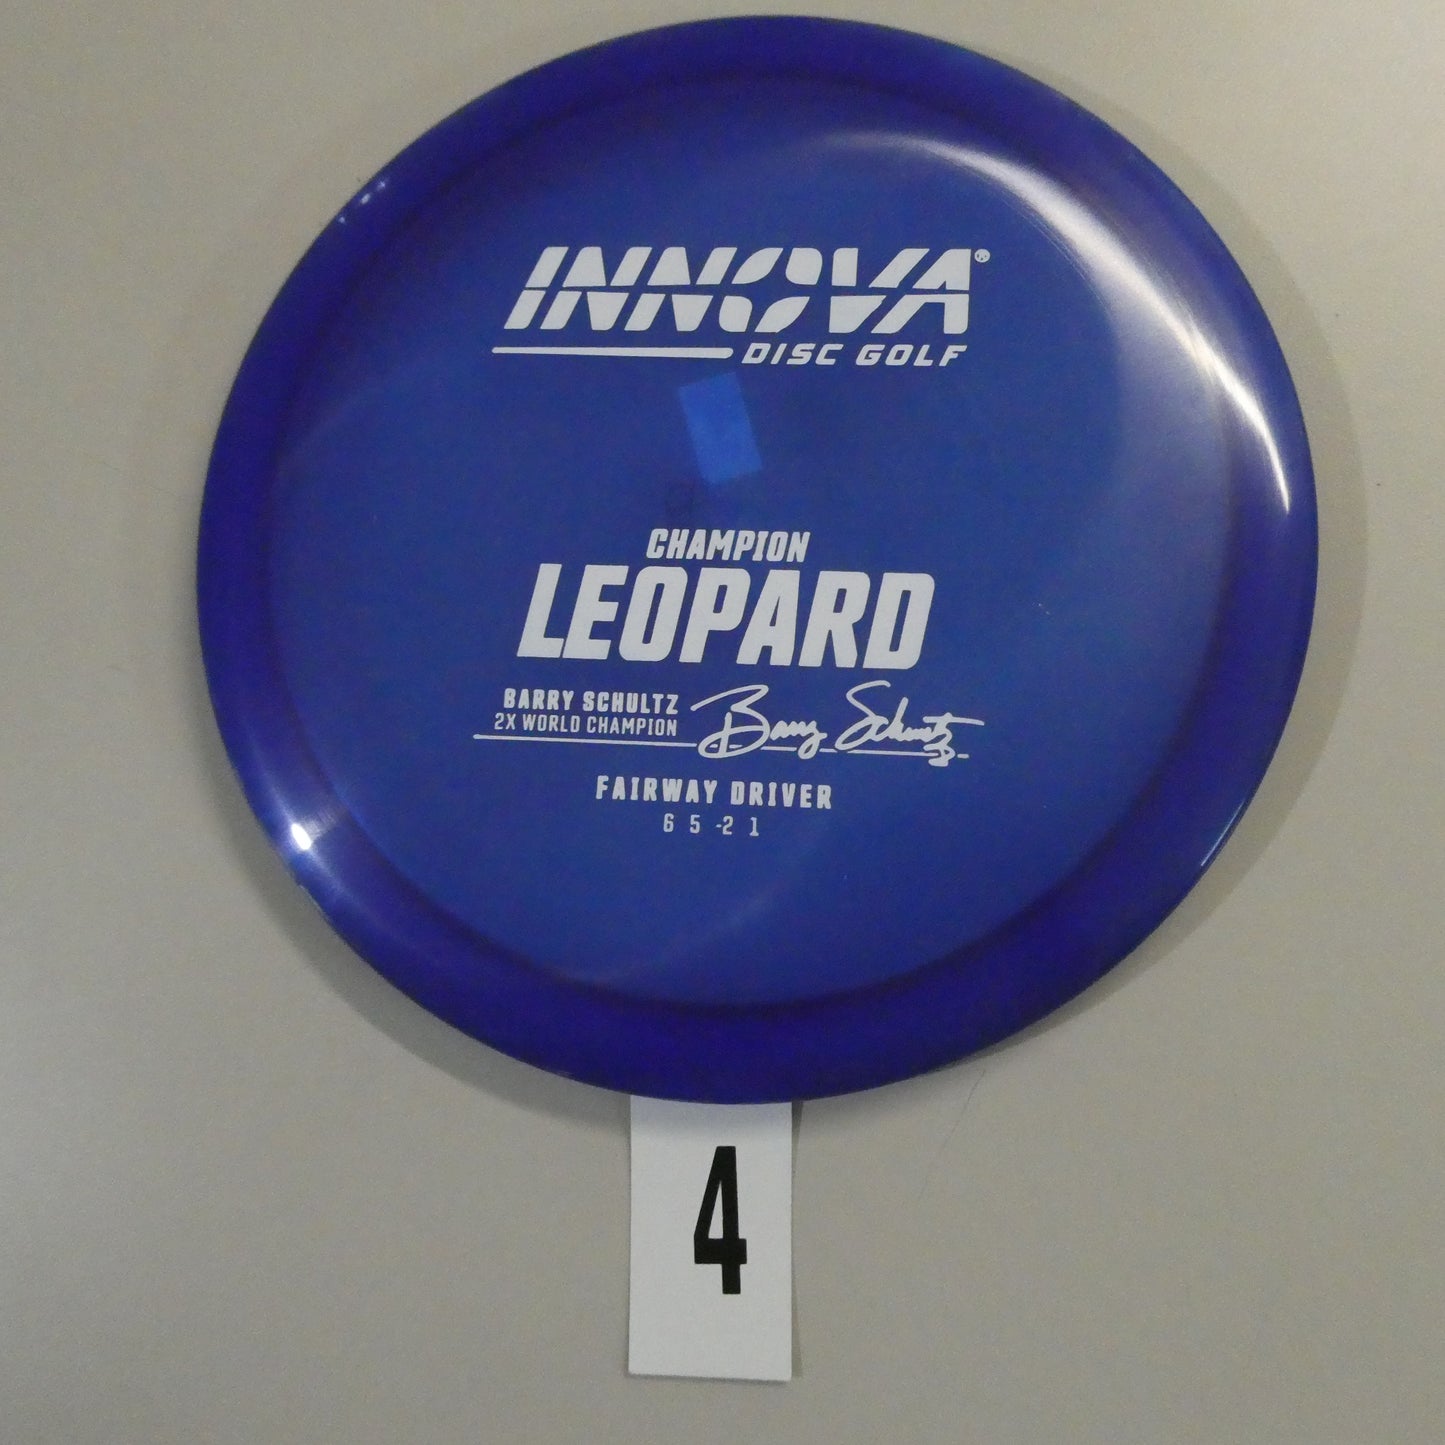 INNOVA®
DISC GOLF
CHAMPION
LEOPARD
BARRY SCHULTZ
2X WORLD CHAMPION
Barry Schultz
FAIRWAY DRIVER
6 5 -2 1
4